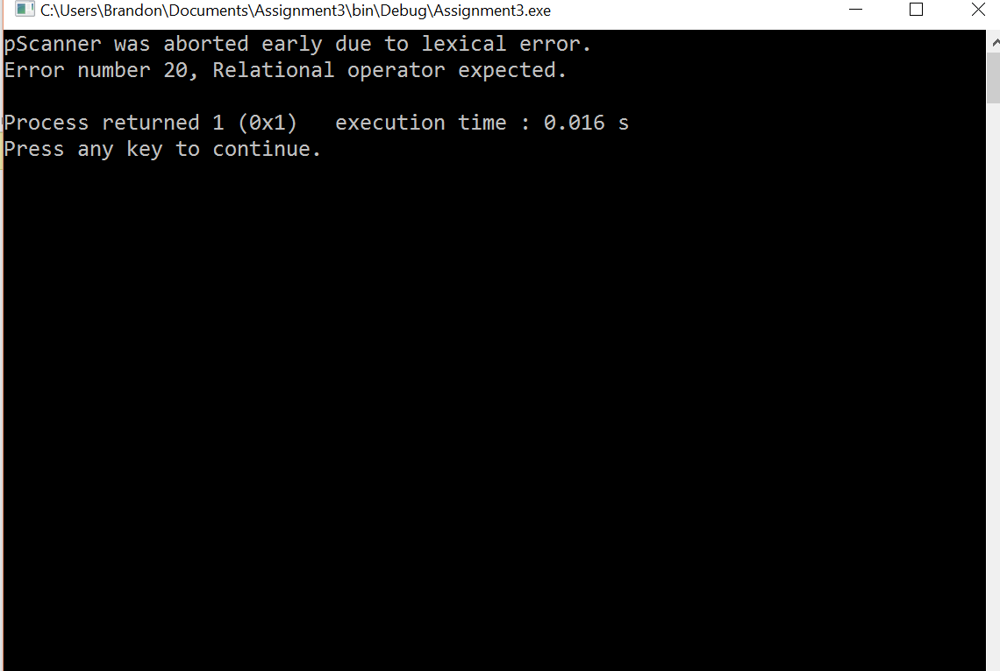 C:\Users\Brandon\Documents\Assignment3\bin\Debug\Assignment3.exe
pScanner was aborted early due to lexical error.
Error number 20, Relational operator expected.
Process returned 1 (0x1)   execution time : 0.016 s
Press any key to continue.